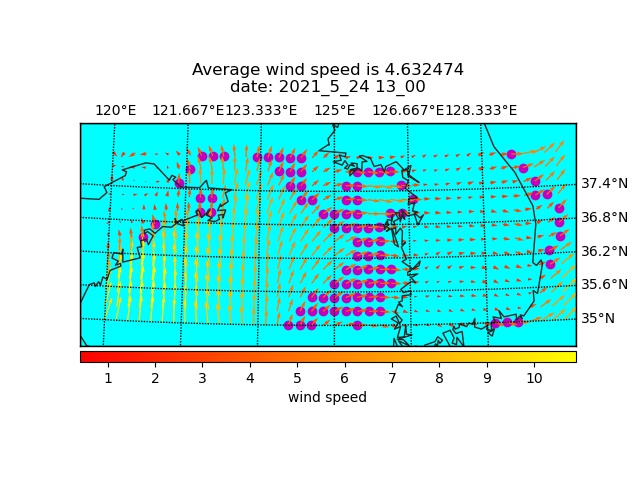 Average wind speed is 4.632474
date: 2021_5_24 13_00
120°E 121.667°E 123.333°E 125°E 126.667°E 128.333°E
37.4°N
36.8°N
36.2°N
35.6°N
35°N
1 2 3 4 5 6 7 8 9 10
wind speed